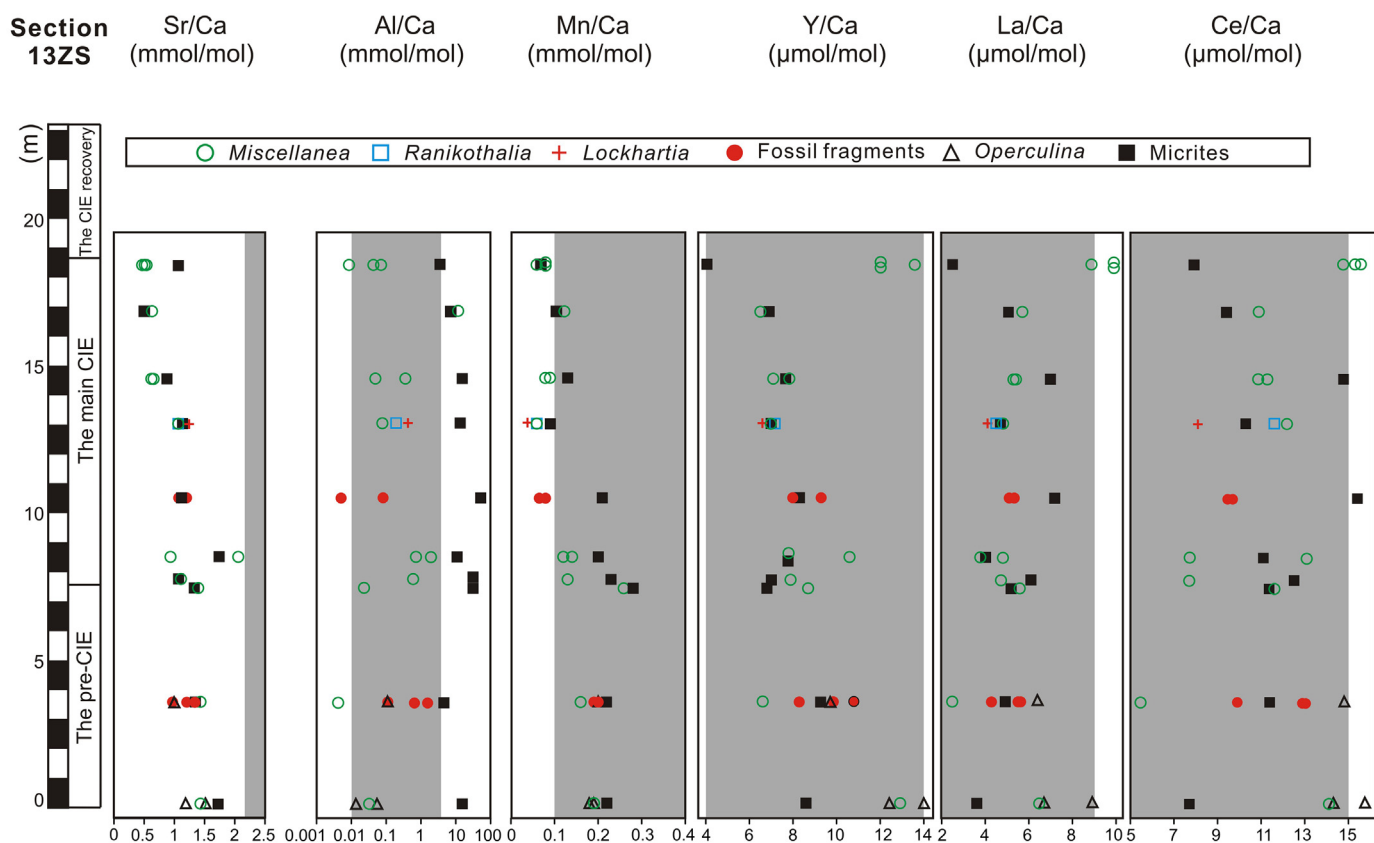 Section
13ZS
Sr/Ca
(mmol/mol)
Al/Ca
(mmol/mol)
Mn/Ca
(mmol/mol)
Y/Ca
(µmol/mol)
La/Ca
(µmol/mol)
Ce/Ca
(µmol/mol)
(m)
Miscellanea Ranikothalia Lockhartia Fossil fragments Operculina Micrites
The CIE recovery
The main CIE
The pre-CIE
20
15
10
5
0
0 0.5 1 1.5 2 2.5
0.001 0.01 0.1 1 10 100
0 0.1 0.2 0.3 0.4
4 6 8 10 12 14
2 4 6 8 10
5 7 9 11 13 15